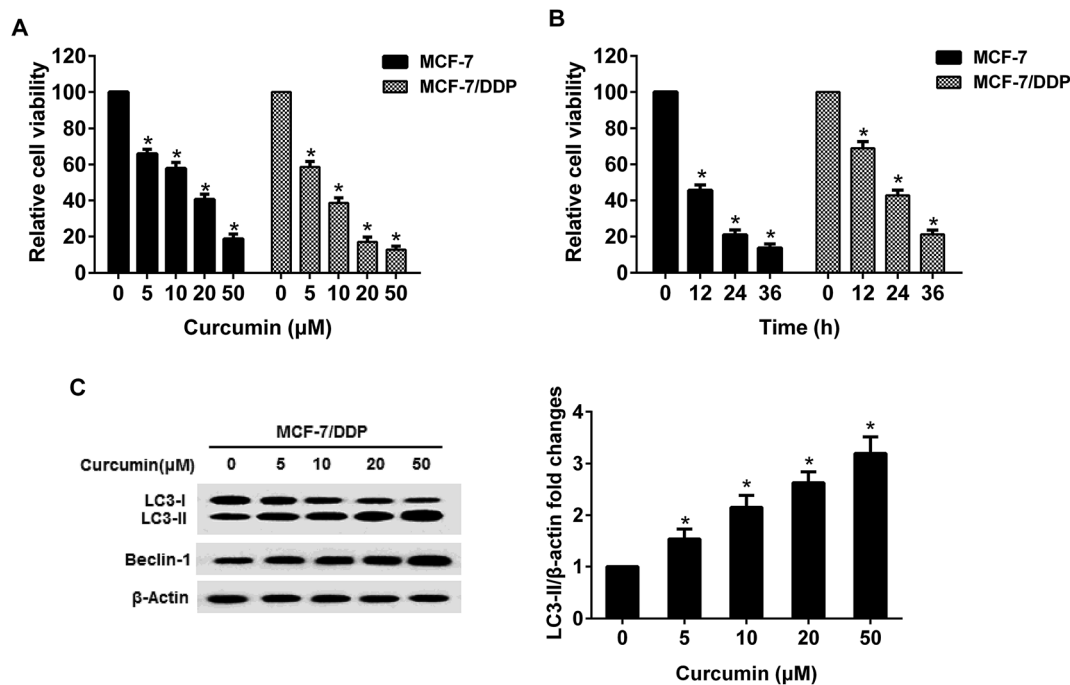 A
Relative cell viability
120
100
80
60
40
20
0
MCF-7
MCF-7/DDP
* * * * * * * *
0 5 10 20 50 0 5 10 20 50
Curcumin (µM)
B
Relative cell viability
120
100
80
60
40
20
0
MCF-7
MCF-7/DDP
* * * * * *
0 12 24 36 0 12 24 36
Time (h)
C
MCF-7/DDP
Curcumin(µM) 0 5 10 20 50
LC3-I
LC3-II
Beclin-1
β-Actin
LC3-II/β-actin fold changes
4
3
2
1
0
* * * *
0 5 10 20 50
Curcumin (µM)